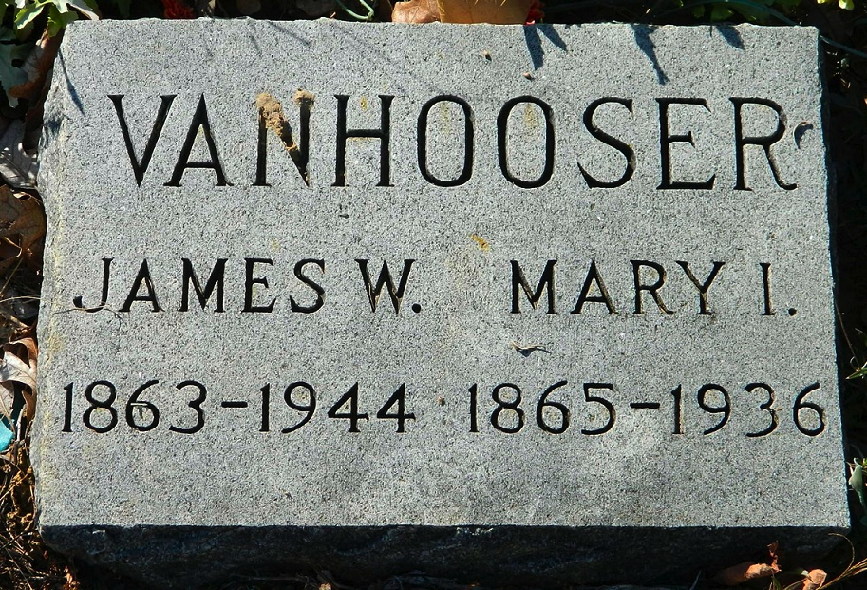 VANHOOSER
JAMES W. MARY I.
1863-1944 1865-1936